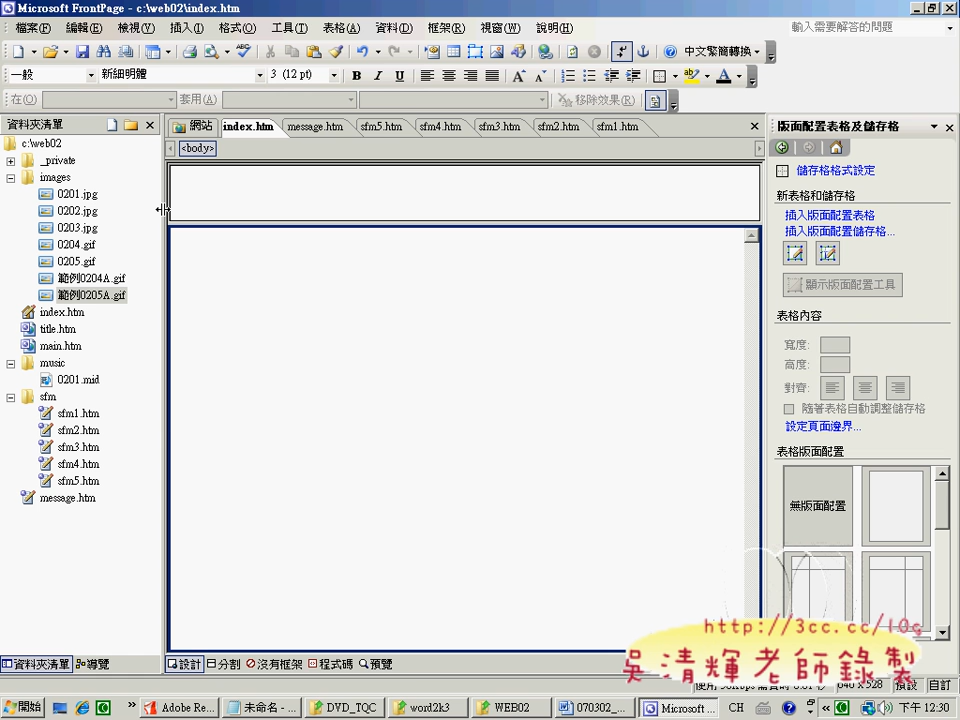 Microsoft FrontPage - c:\web02\index.htm
檔案(F) 編輯(E) 檢視(V) 插入(I) 格式(O) 工具(T) 表格(A) 資料(D) 框架(R) 視窗(W) 說明(H) 輸入需要解答的問題
中文繁簡轉換
一般 新細明體 3 (12 pt) B I U
在(O) 套用(A) 移除效果(R)
資料夾清單 網站 index.htm message.htm sfm5.htm sfm4.htm sfm3.htm sfm2.htm sfm1.htm 版面配置表格及儲存格
c:\web02
<body>
_private
images
0201.jpg
0202.jpg
0203.jpg
0204.gif
0205.gif
範例0204A.gif
範例0205A.gif
index.htm
title.htm
main.htm
music
0201.mid
sfm
sfm1.htm
sfm2.htm
sfm3.htm
sfm4.htm
sfm5.htm
message.htm
儲存格格式設定
新表格和儲存格
插入版面配置表格
插入版面配置儲存格...
顯示版面配置工具
表格內容
寬度:
高度:
對齊:
隨著表格自動調整儲存格
設定頁面邊界...
表格版面配置
無版面配置
http://3cc.cc/10g
吳清輝老師錄製
資料夾清單 導覽 設計 分割 沒有框架 程式碼 預覽
預設 自訂
開始 Adobe Re... 未命名 - ... DVD_TQC word2k3 WEB02 070302_... Microsoft ... CH 下午 12:30